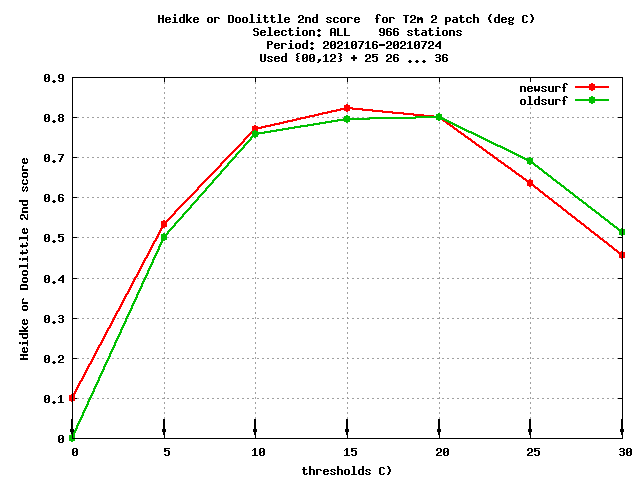 Heidke or Doolittle 2nd score  for T2m 2 patch (deg C)
Selection: ALL    966 stations
Period: 20210716-20210724
Used {00,12} + 25 26 ... 36
newsurf
oldsurf
Heidke or Doolittle 2nd score
0.9
0.8
0.7
0.6
0.5
0.4
0.3
0.2
0.1
0
0 5 10 15 20 25 30
thresholds C)